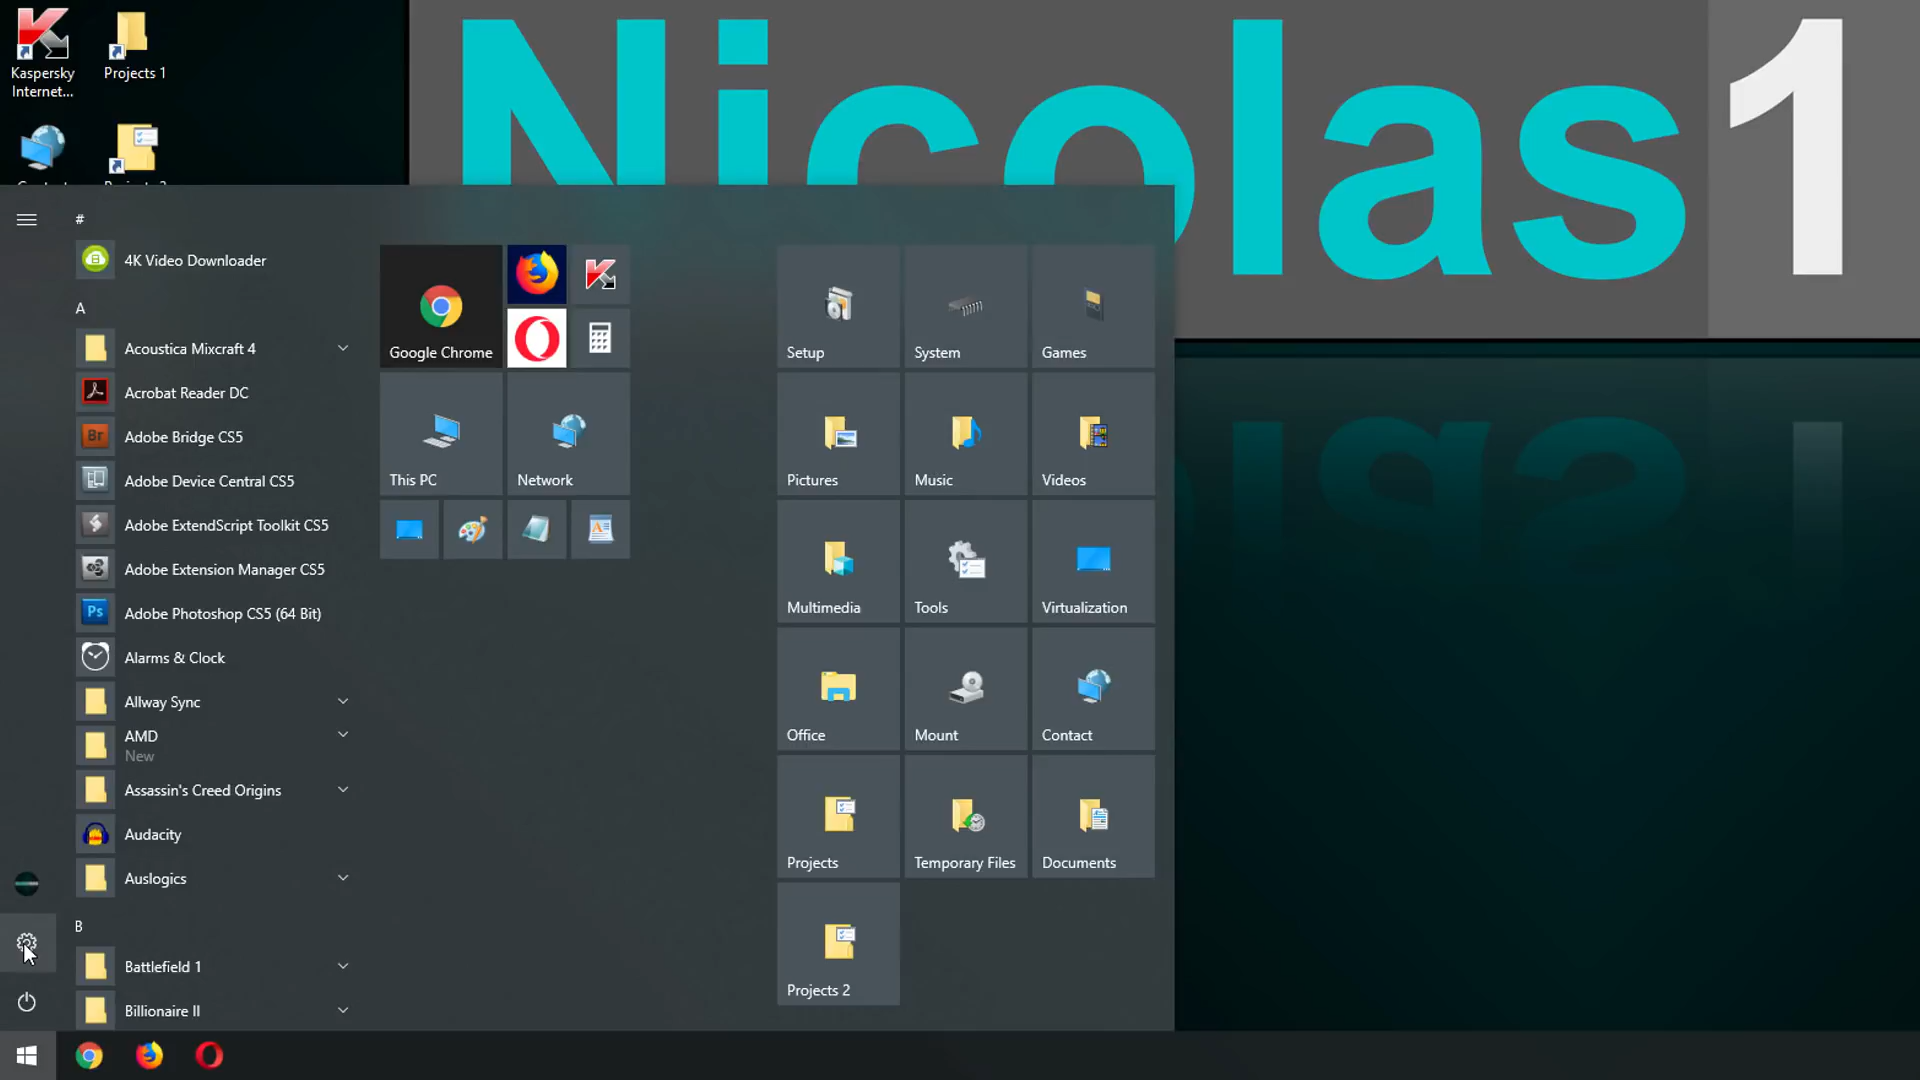 Nicolas1
Kaspersky
Internet...
Projects 1
#
4K Video Downloader
A
Acoustica Mixcraft 4
Acrobat Reader DC
Br
Adobe Bridge CS5
Adobe Device Central CS5
Adobe ExtendScript Toolkit CS5
Adobe Extension Manager CS5
Ps
Adobe Photoshop CS5 (64 Bit)
Alarms & Clock
Allway Sync
AMD
New
Assassin's Creed Origins
Audacity
Auslogics
B
Battlefield 1
Billionaire II
Google Chrome
This PC
Network
Setup
System
Games
Pictures
Music
Videos
Multimedia
Tools
Virtualization
Office
Mount
Contact
Projects
Temporary Files
Documents
Projects 2